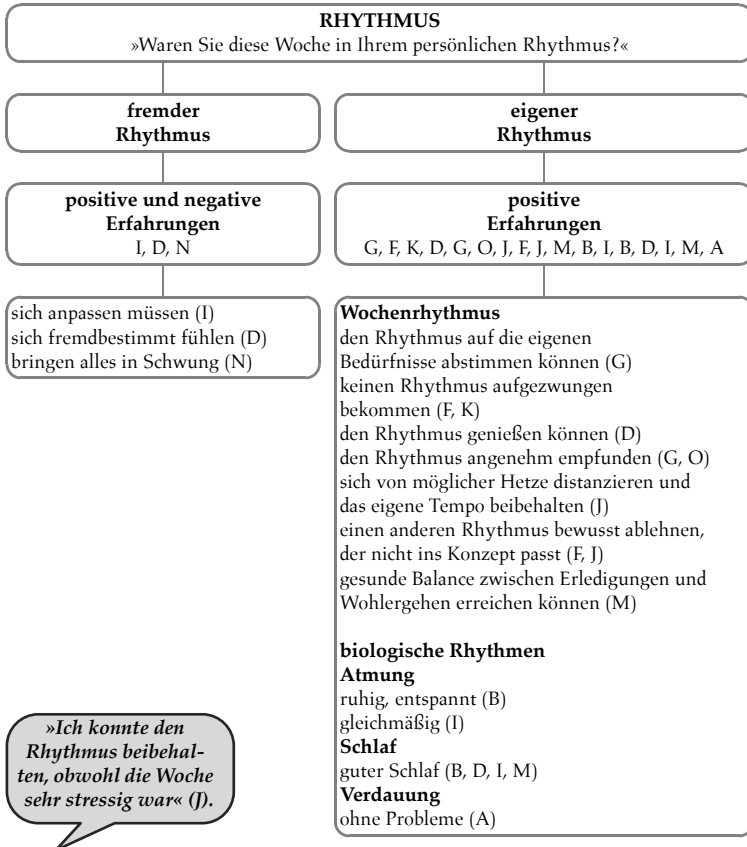 RHYTHMUS
»Waren Sie diese Woche in Ihrem persönlichen Rhythmus?«
fremder
Rhythmus
eigener
Rhythmus
positive und negative
Erfahrungen
I, D, N
positive
Erfahrungen
G, F, K, D, G, O, J, F, J, M, B, I, B, D, I, M, A
sich anpassen müssen (I)
sich fremdbestimmt fühlen (D)
bringen alles in Schwung (N)
Wochenrhythmus
den Rhythmus auf die eigenen
Bedürfnisse abstimmen können (G)
keinen Rhythmus aufgezwungen
bekommen (F, K)
den Rhythmus genießen können (D)
den Rhythmus angenehm empfunden (G, O)
sich von möglicher Hetze distanzieren und
das eigene Tempo beibehalten (J)
einen anderen Rhythmus bewusst ablehnen,
der nicht ins Konzept passt (F, J)
gesunde Balance zwischen Erledigungen und
Wohlergehen erreichen können (M)
biologische Rhythmen
Atmung
ruhig, entspannt (B)
gleichmäßig (I)
Schlaf
guter Schlaf (B, D, I, M)
Verdauung
ohne Probleme (A)
»Ich konnte den
Rhythmus beibehal-
ten, obwohl die Woche
sehr stressig war« (J).